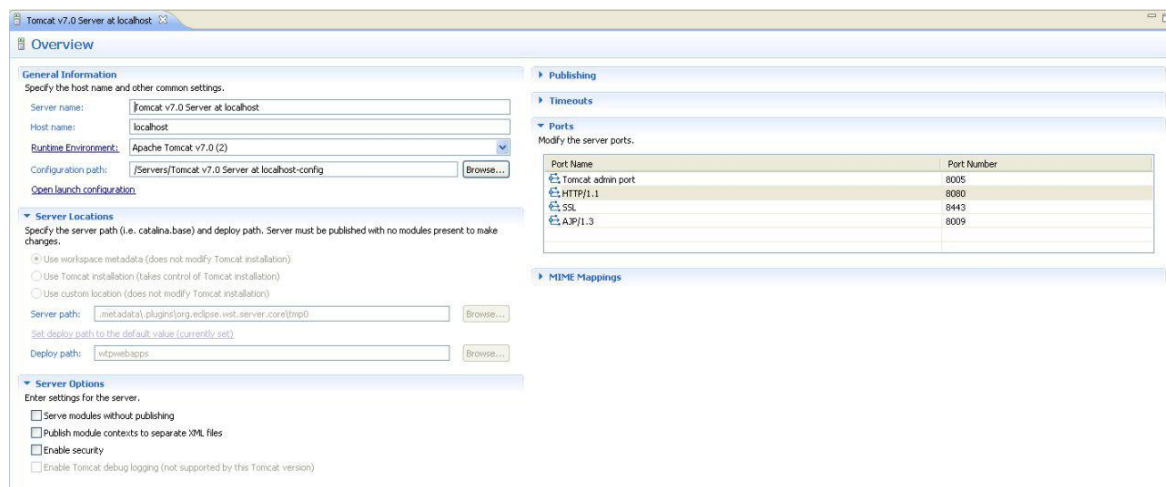 Tomcat v7.0 Server at localhost
Overview
General Information
Specify the host name and other common settings.
Server name: Tomcat v7.0 Server at localhost
Host name: localhost
Runtime Environment: Apache Tomcat v7.0 (2)
Configuration path: /Servers/Tomcat v7.0 Server at localhost-config Browse...
Open launch configuration
Server Locations
Specify the server path (i.e. catalina.base) and deploy path. Server must be published with no modules present to make
changes.
Use workspace metadata (does not modify Tomcat installation)
Use Tomcat installation (takes control of Tomcat installation)
Use custom location (does not modify Tomcat installation)
Server path: .metadata\.plugins\org.eclipse.wst.server.core\tmp0 Browse...
Set deploy path to the default value (currently set)
Deploy path: wtpwebapps Browse...
Server Options
Enter settings for the server.
Serve modules without publishing
Publish module contexts to separate XML files
Enable security
Enable Tomcat debug logging (not supported by this Tomcat version)
Publishing
Timeouts
Ports
Modify the server ports.
Port Name Port Number
Tomcat admin port 8005
HTTP/1.1 8080
SSL 8443
AJP/1.3 8009
MIME Mappings